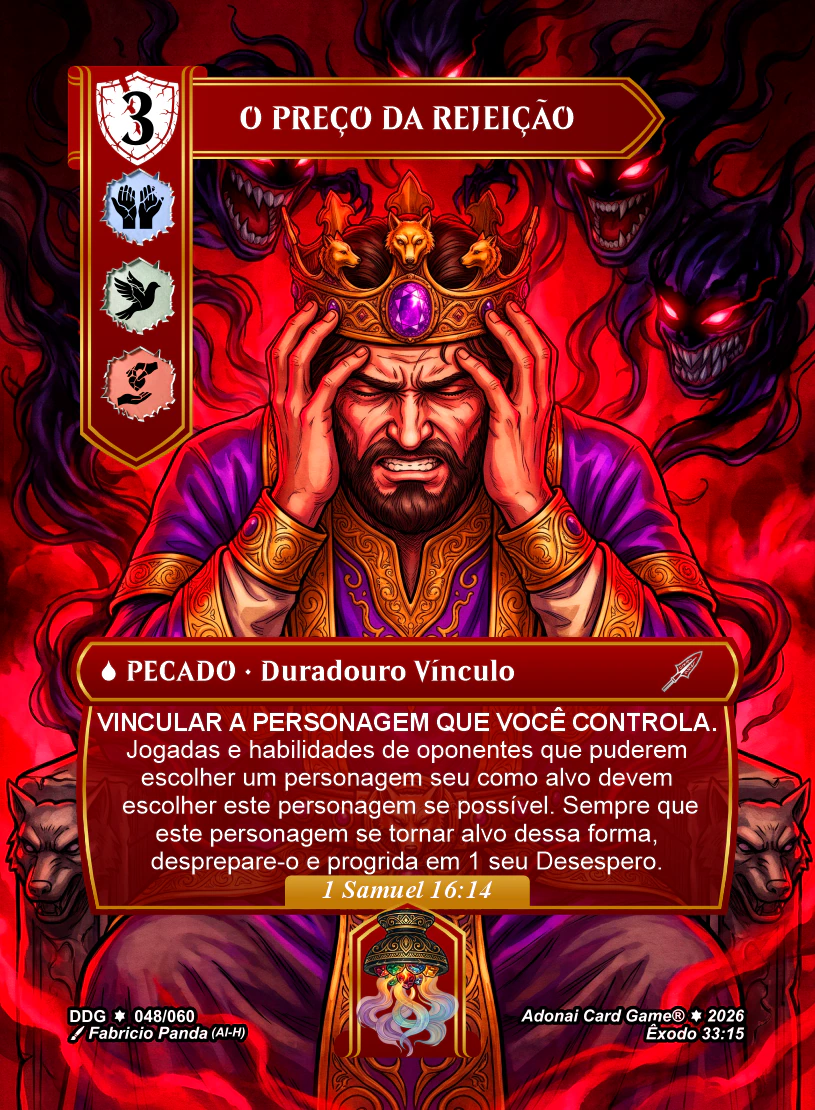 3
O PREÇO DA REJEIÇÃO
PECADO · Duradouro Vínculo
VINCULAR A PERSONAGEM QUE VOCÊ CONTROLA.
Jogadas e habilidades de oponentes que puderem
escolher um personagem seu como alvo devem
escolher este personagem se possível. Sempre que
este personagem se tornar alvo dessa forma,
desprepare-o e progrida em 1 seu Desespero.
1 Samuel 16:14
DDG ✸ 048/060
Fabricio Panda (AI-H)
Adonai Card Game® ✸ 2026
Êxodo 33:15